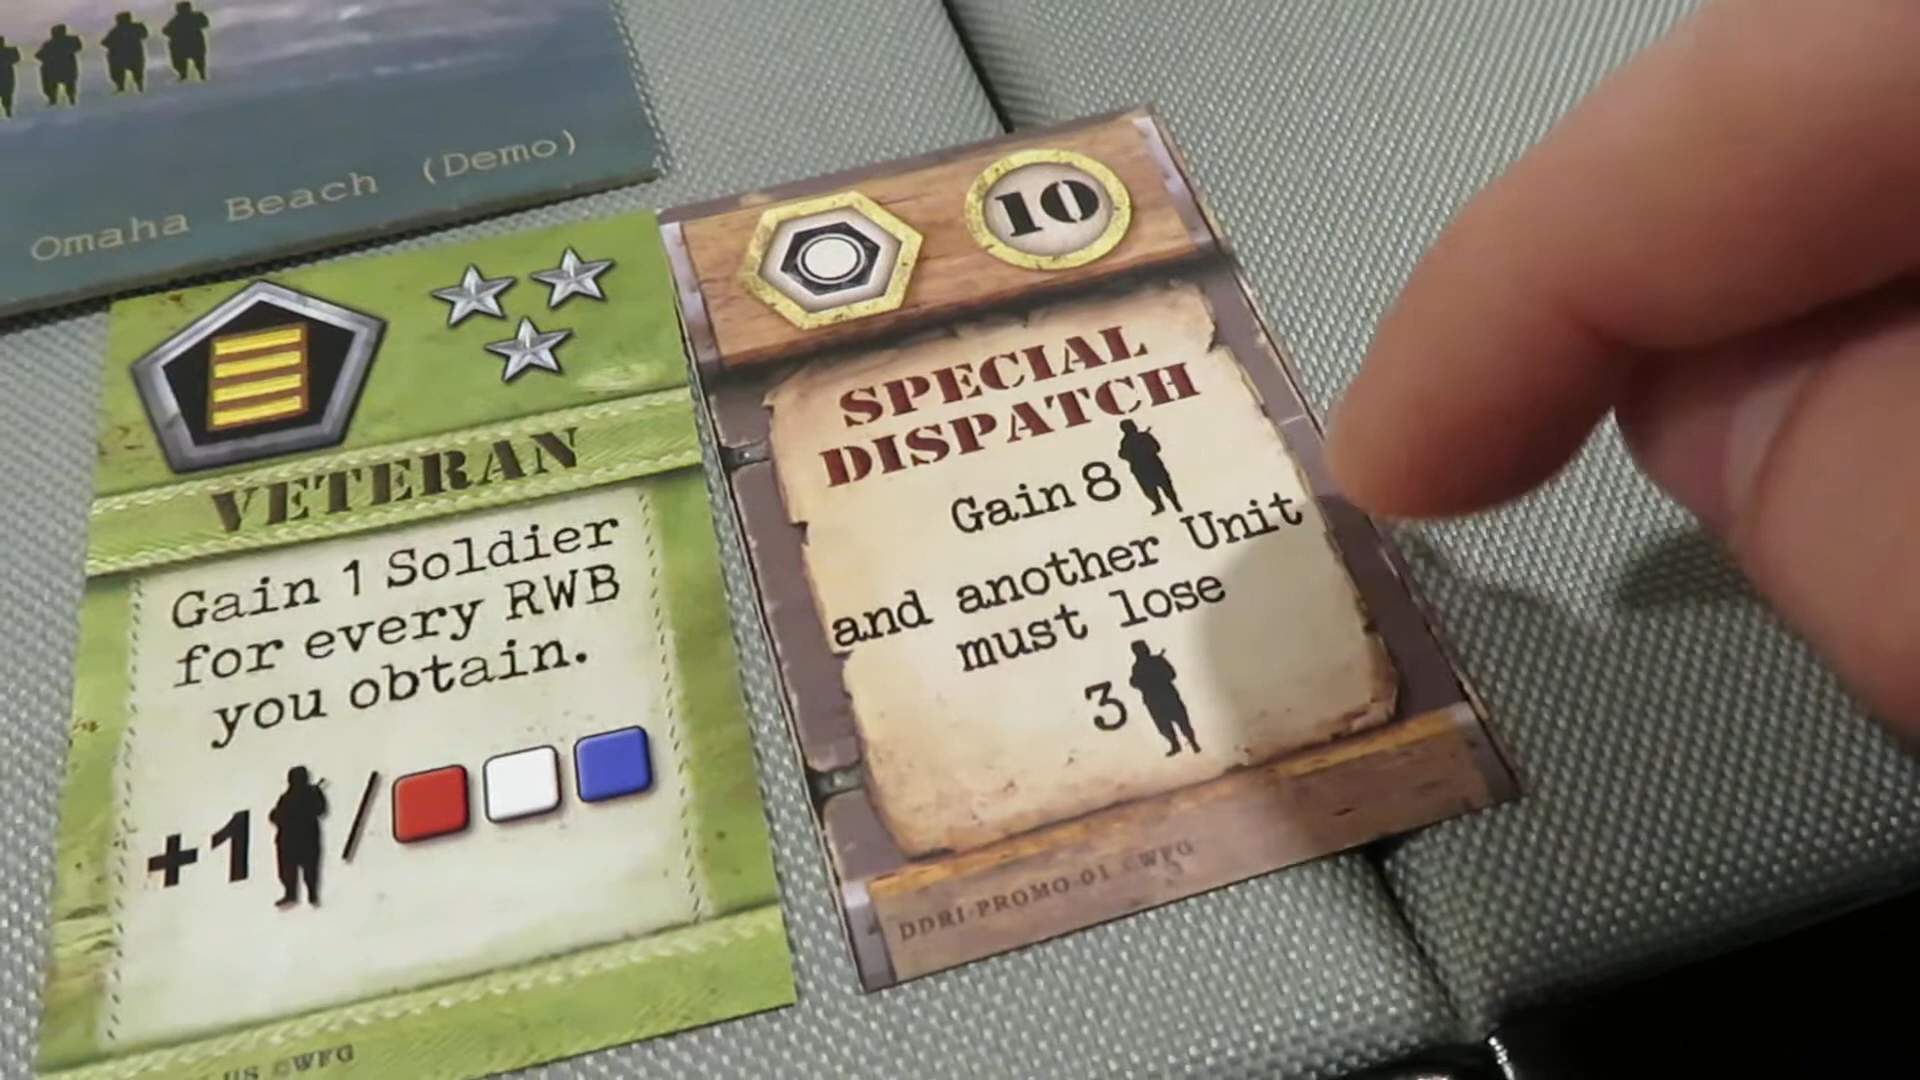 Omaha Beach (Demo)
VETERAN
Gain 1 Soldier
for every RWB
you obtain.
+1 /
10
SPECIAL
DISPATCH
Gain 8
and another Unit
must lose
3
DDRI-PROMO-01 ©WFG
US ©WFG